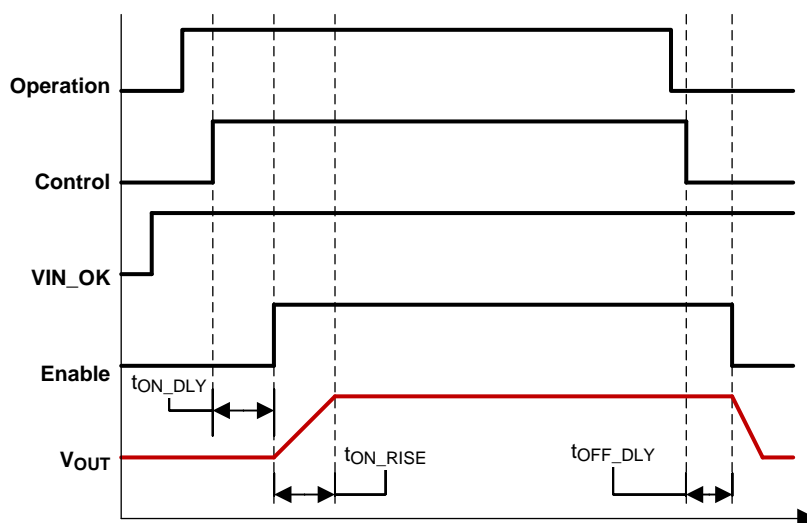 Operation
Control
VIN_OK
Enable
tON_DLY
VOUT
tON_RISE
tOFF_DLY